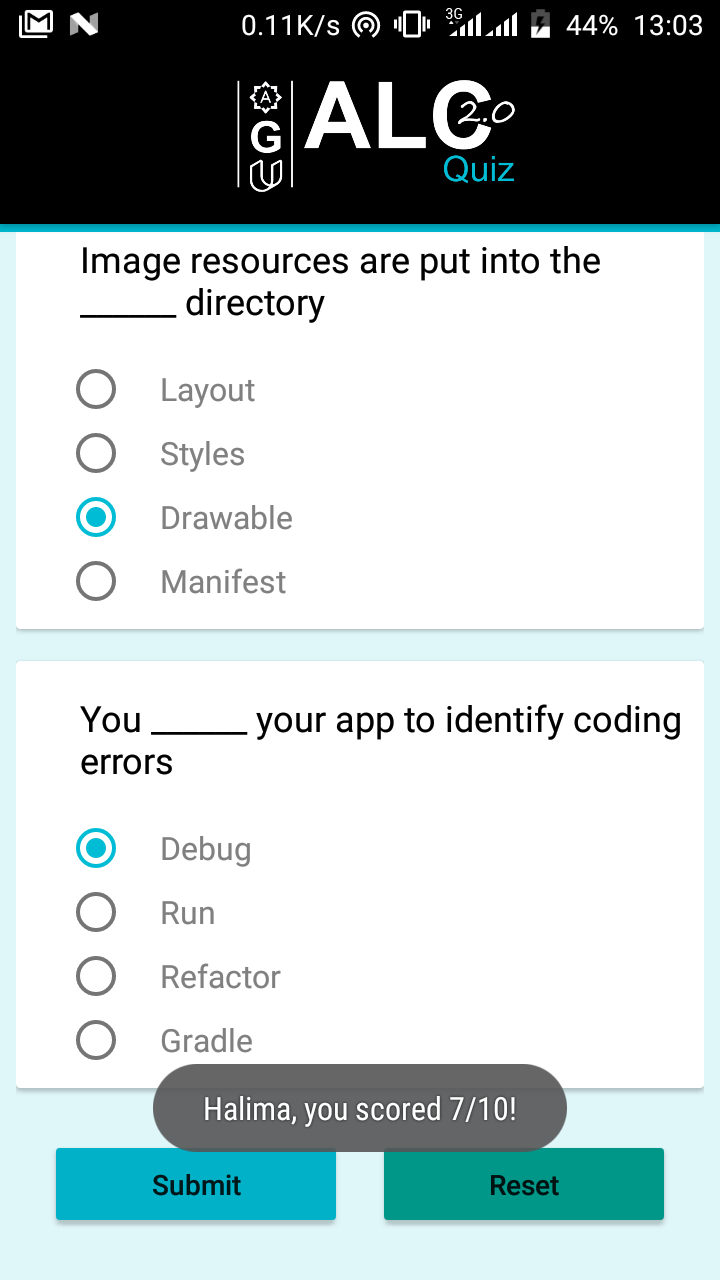 0.11K/s 3G 44% 13:03
A
G
U
ALC
2.0
Quiz
Image resources are put into the
______ directory
Layout
Styles
Drawable
Manifest
You ______ your app to identify coding
errors
Debug
Run
Refactor
Gradle
Halima, you scored 7/10!
Submit Reset